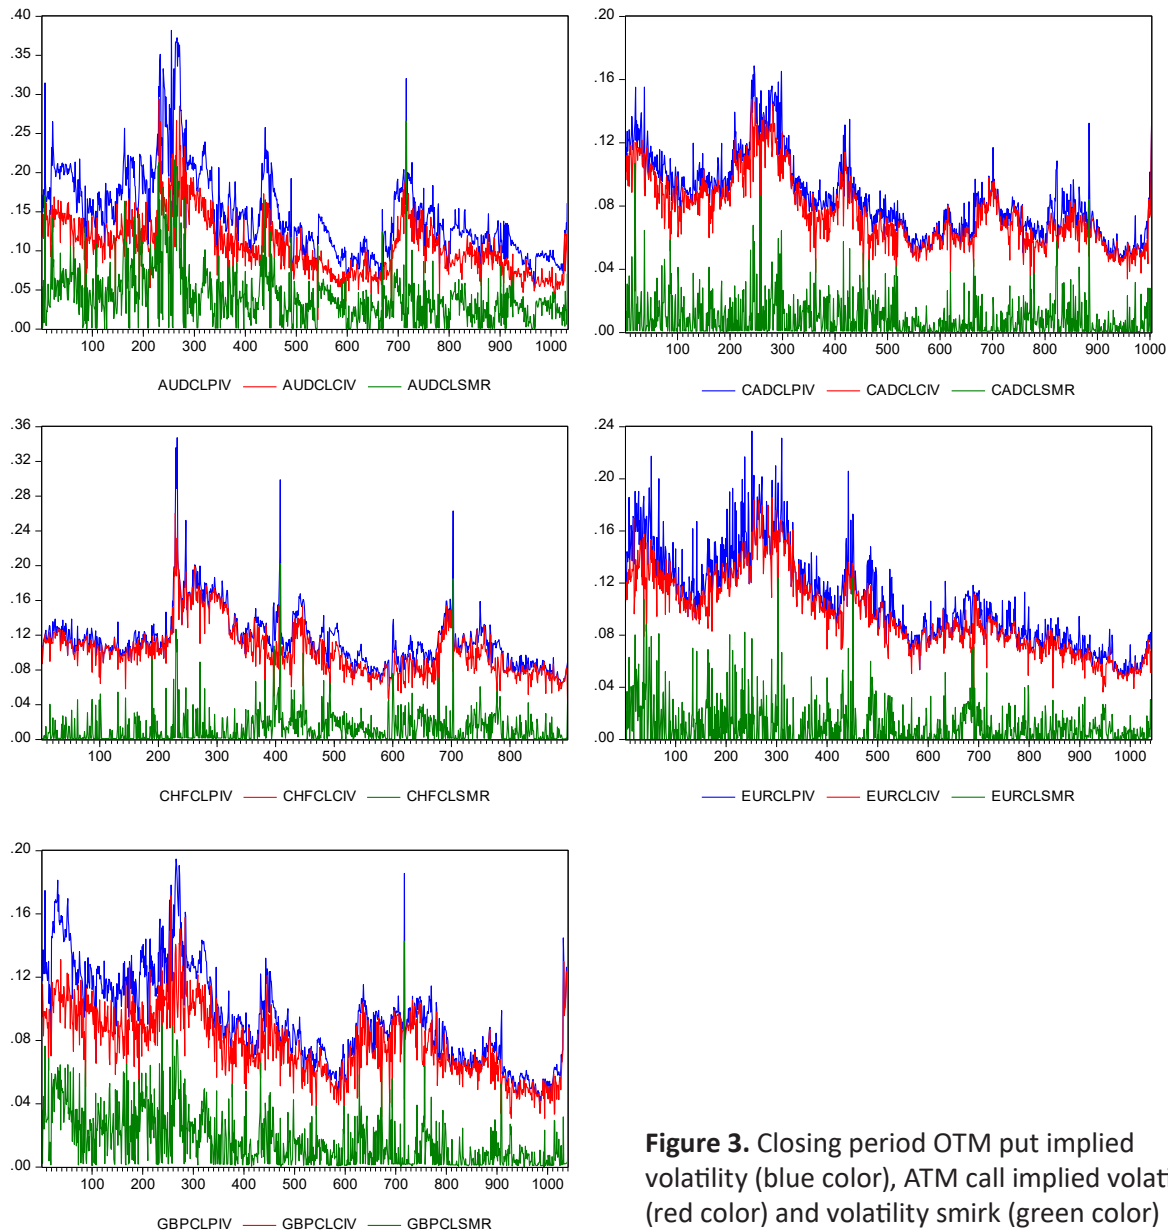 .40
.35
.30
.25
.20
.15
.10
.05
.00
100 200 300 400 500 600 700 800 900 1000
AUDCLPIV AUDCLCIV AUDCLSMR
.20
.16
.12
.08
.04
.00
100 200 300 400 500 600 700 800 900 1000
CADCLPIV CADCLCIV CADCLSMR
.36
.32
.28
.24
.20
.16
.12
.08
.04
.00
100 200 300 400 500 600 700 800
CHFCLPIV CHFCLCIV CHFCLSMR
.24
.20
.16
.12
.08
.04
.00
100 200 300 400 500 600 700 800 900 1000
EURCLPIV EURCLCIV EURCLSMR
.20
.16
.12
.08
.04
.00
100 200 300 400 500 600 700 800 900 1000
GBPCLPIV GBPCLCIV GBPCLSMR
Figure 3. Closing period OTM put implied
volatility (blue color), ATM call implied volati
(red color) and volatility smirk (green color)